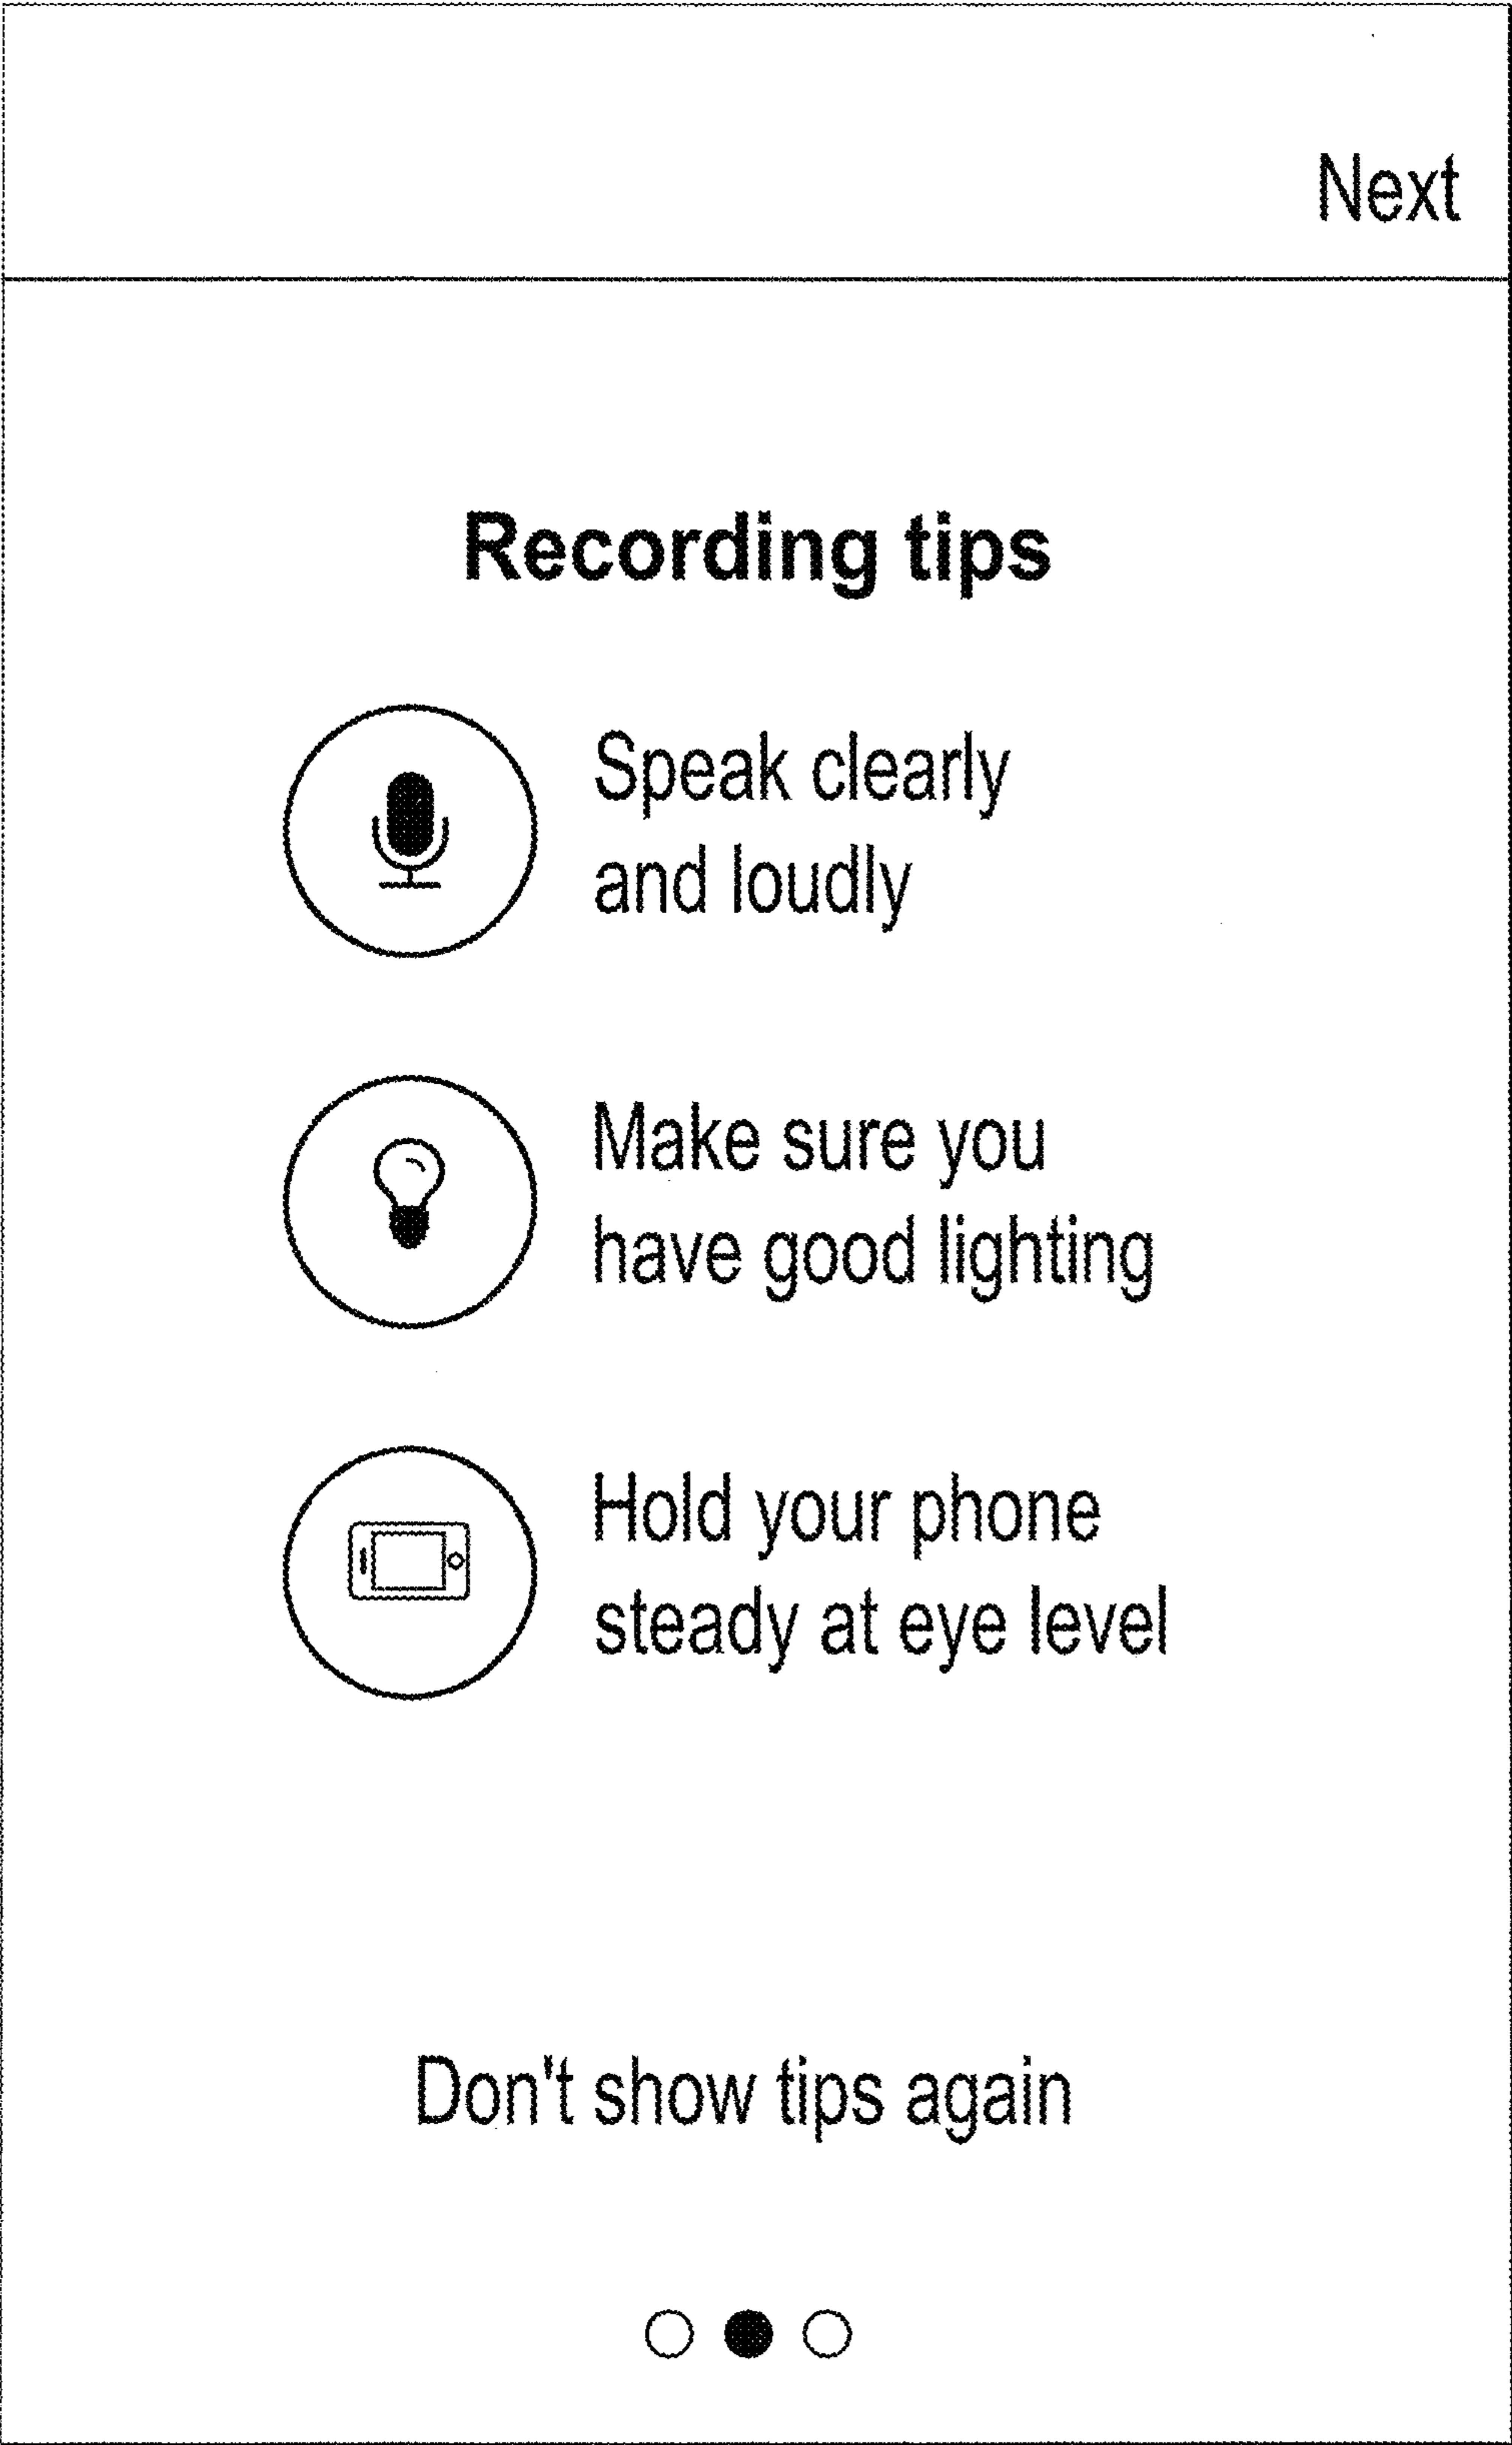 Next
Recording tips
Speak clearly
and loudly
Make sure you
have good lighting
Hold your phone
steady at eye level
Don't show tips again